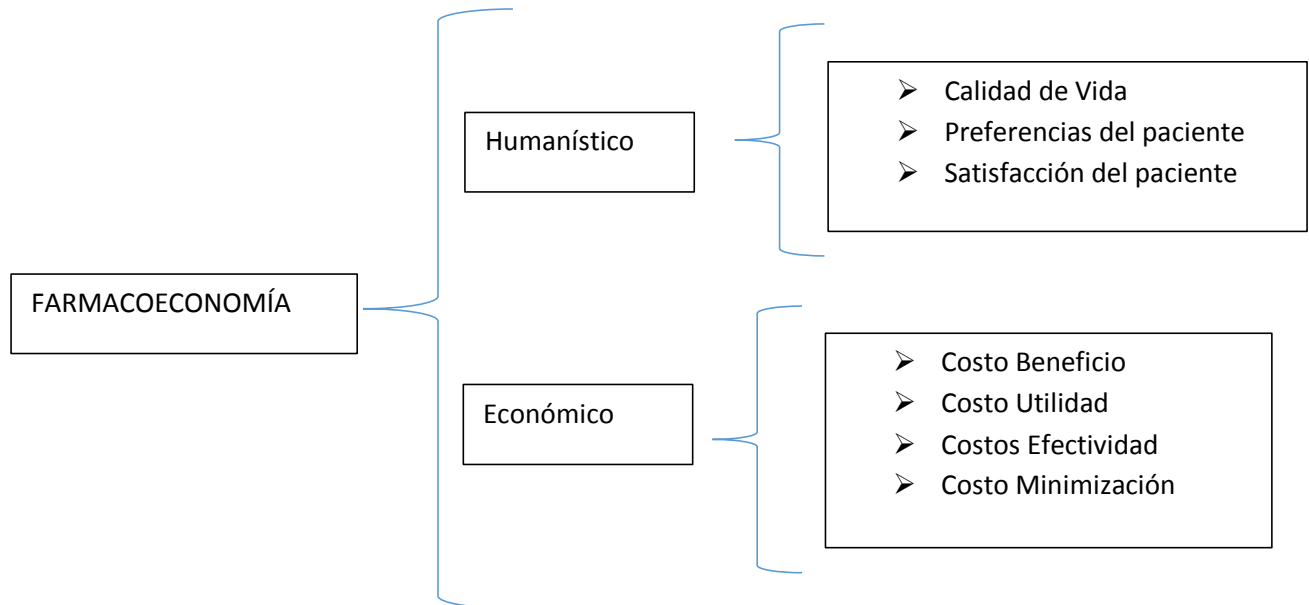 Humanístico
➢ Calidad de Vida
➢ Preferencias del paciente
➢ Satisfacción del paciente
FARMACOECONOMÍA
Económico
➢ Costo Beneficio
➢ Costo Utilidad
➢ Costos Efectividad
➢ Costo Minimización